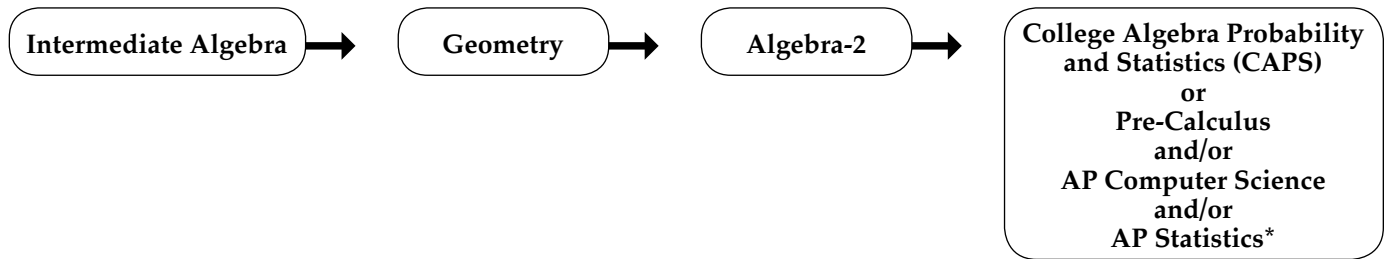 Intermediate Algebra
Geometry
Algebra-2
College Algebra Probability
and Statistics (CAPS)
or
Pre-Calculus
and/or
AP Computer Science
and/or
AP Statistics*